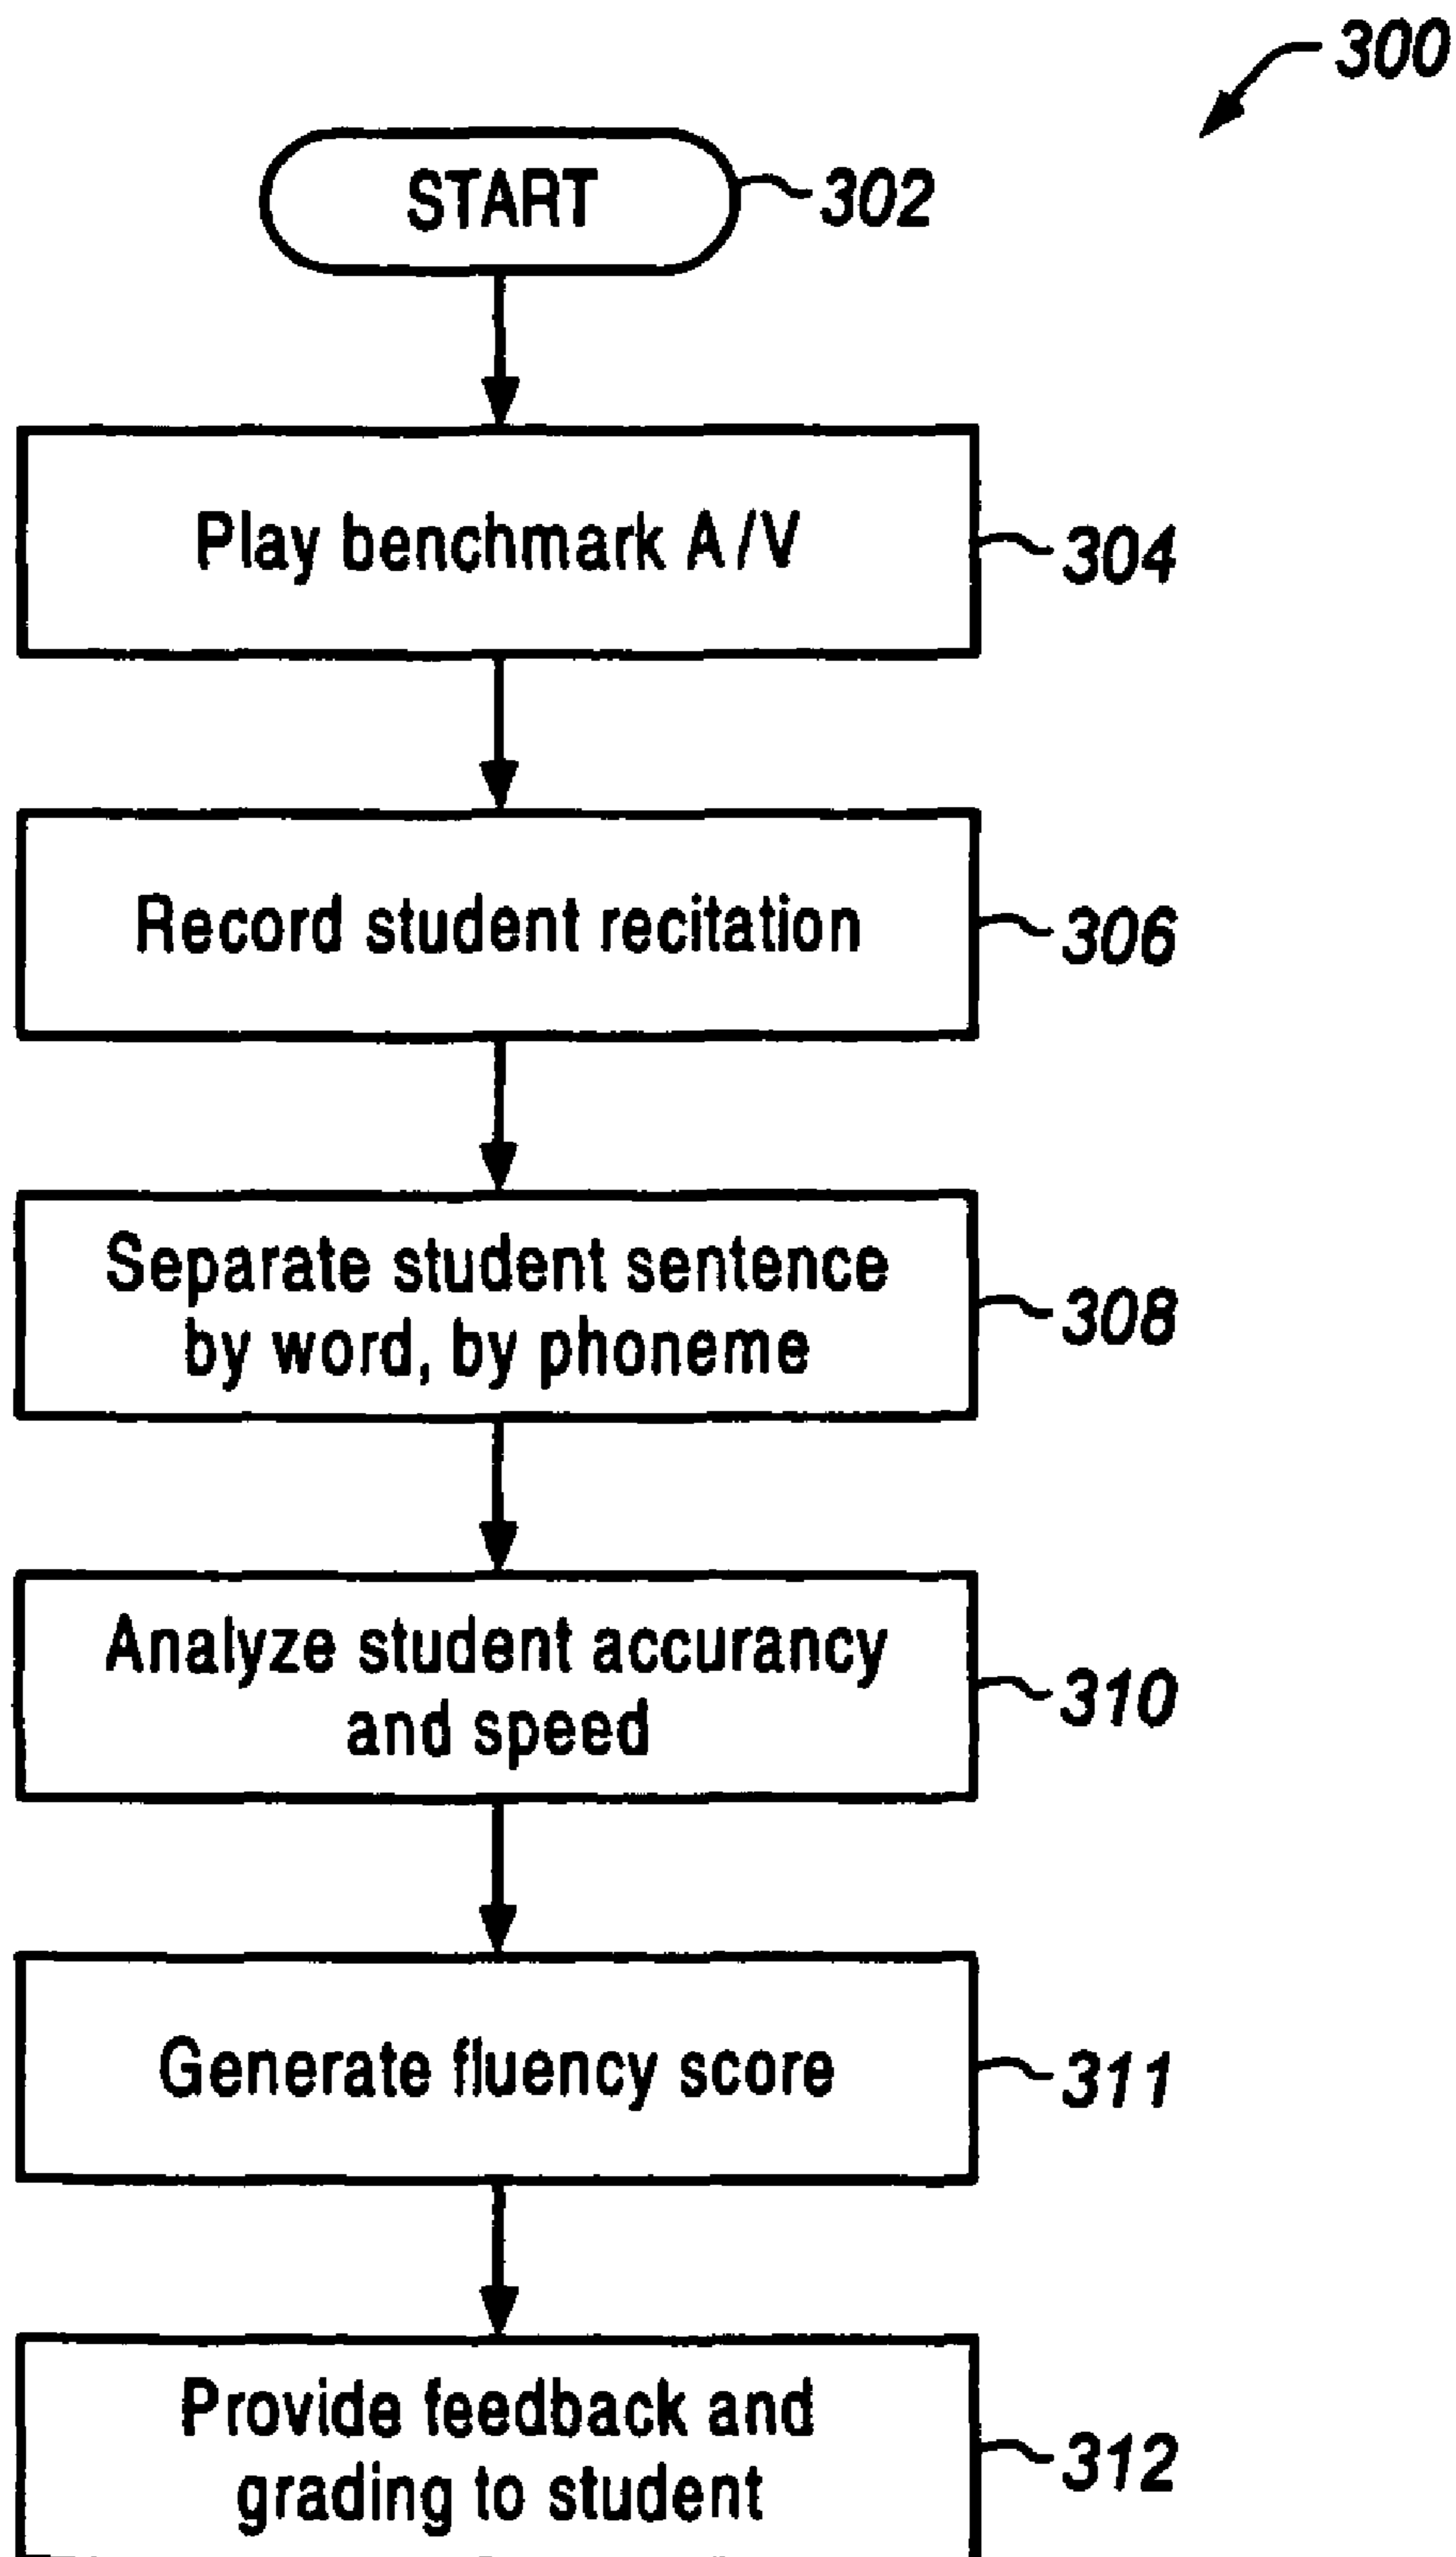 300
START
302
Play benchmark A/V
304
Record student recitation
306
Separate student sentence
by word, by phoneme
308
Analyze student accurancy
and speed
310
Generate fluency score
311
Provide feedback and
grading to student
312